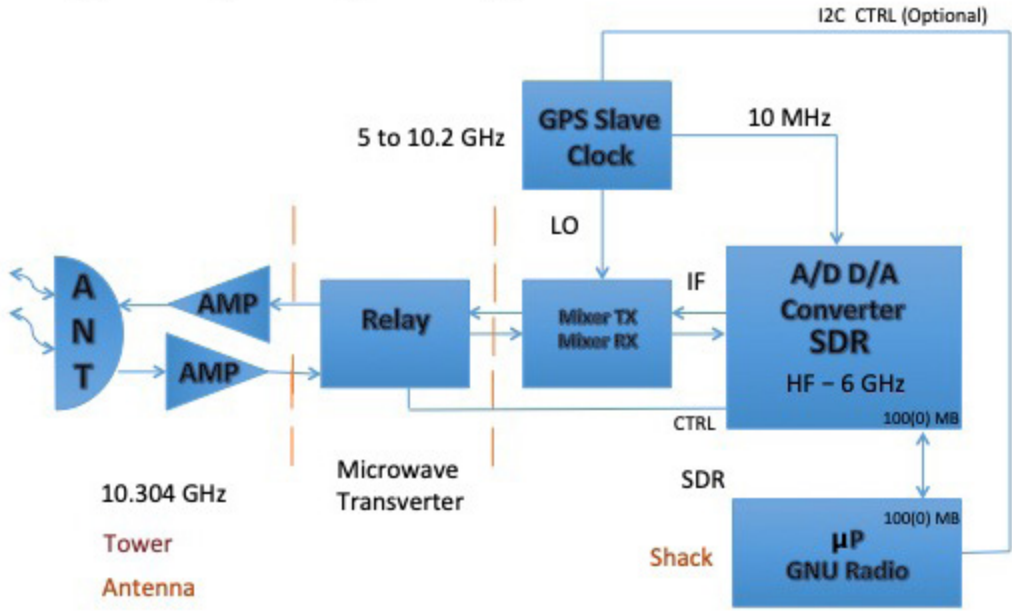 I2C CTRL (Optional)
GPS Slave
Clock
5 to 10.2 GHz
10 MHz
LO
A
N
T
AMP
AMP
Relay
Mixer TX
Mixer RX
IF
A/D D/A
Converter
SDR
HF – 6 GHz
100(0) MB
CTRL
Microwave
Transverter
10.304 GHz
Tower
Antenna
SDR
Shack
100(0) MB
µP
GNU Radio